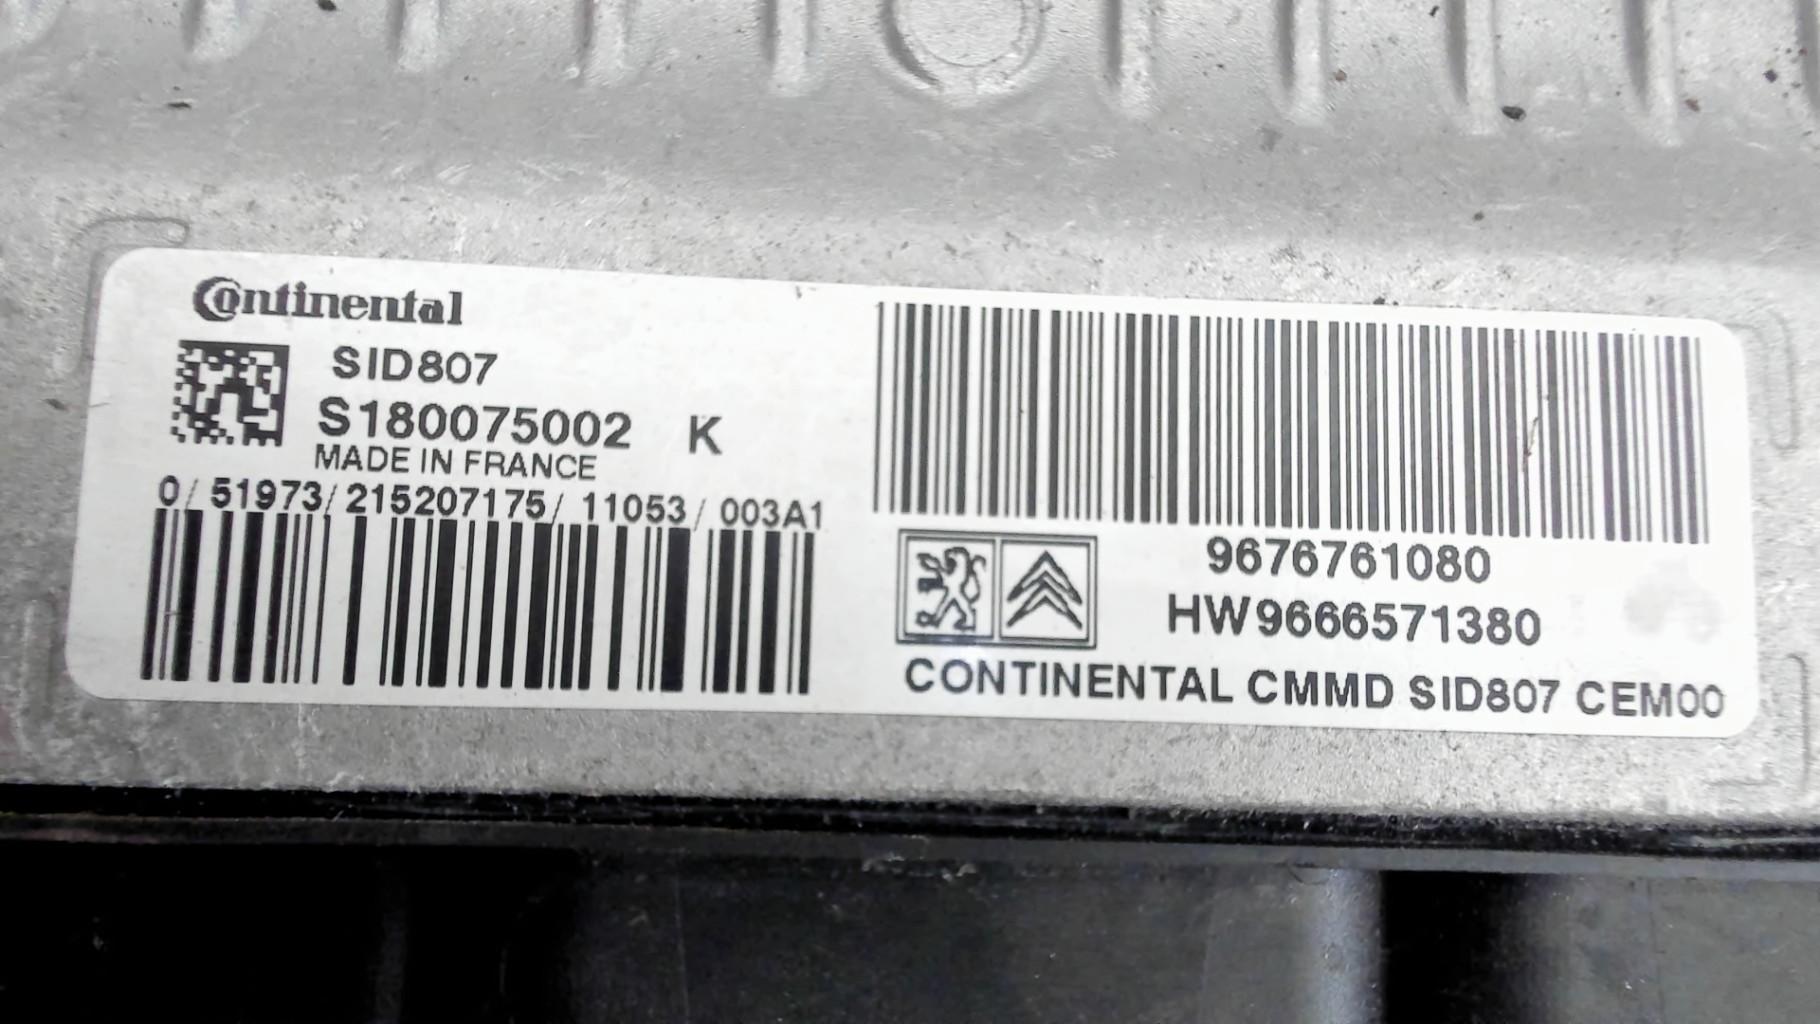 Continental
SID807
S180075002 K
MADE IN FRANCE
0/51973/215207175/11053/003A1
9676761080
HW9666571380
CONTINENTAL CMMD SID807 CEM00